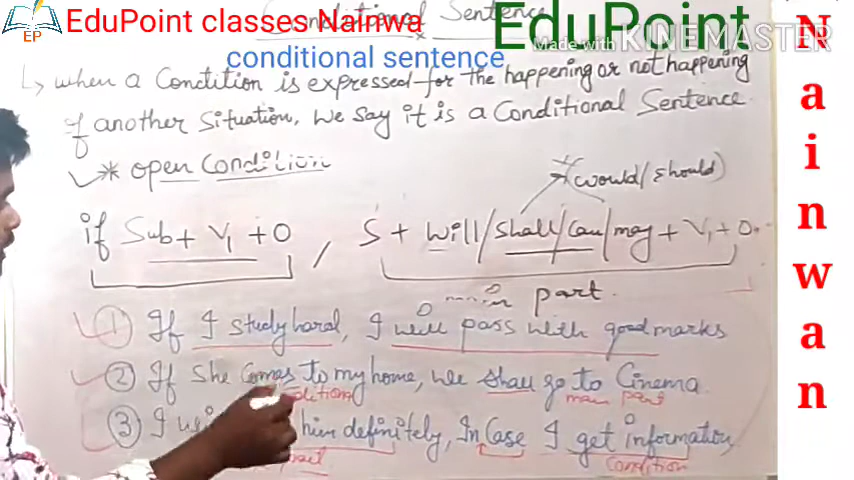 EduPoint classes Nainwa
Conditional Sentence
EduPoint
Made with KINEMASTER
EP
conditional sentence
when a Condition is expressed for the happening or not happening
of another situation, we say it is a Conditional Sentence
* open Condition
(would/should)
if Sub + V1 + O , S + will/shall/can/may + V1 + O.
main part.
① If I study hard, I will pass with good marks
② If She comes to my home, we shall go to Cinema
main part
③ I him definitely, In Case I get information
Condition
Nainwan